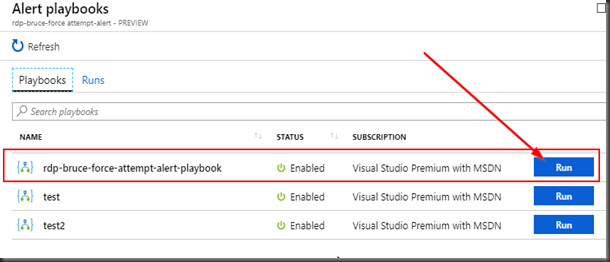 Alert playbooks
rdp-bruce-force attempt-alert - PREVIEW
Refresh
Playbooks Runs
Search playbooks
NAME STATUS SUBSCRIPTION
rdp-bruce-force-attempt-alert-playbook Enabled Visual Studio Premium with MSDN Run
test Enabled Visual Studio Premium with MSDN Run
test2 Enabled Visual Studio Premium with MSDN Run